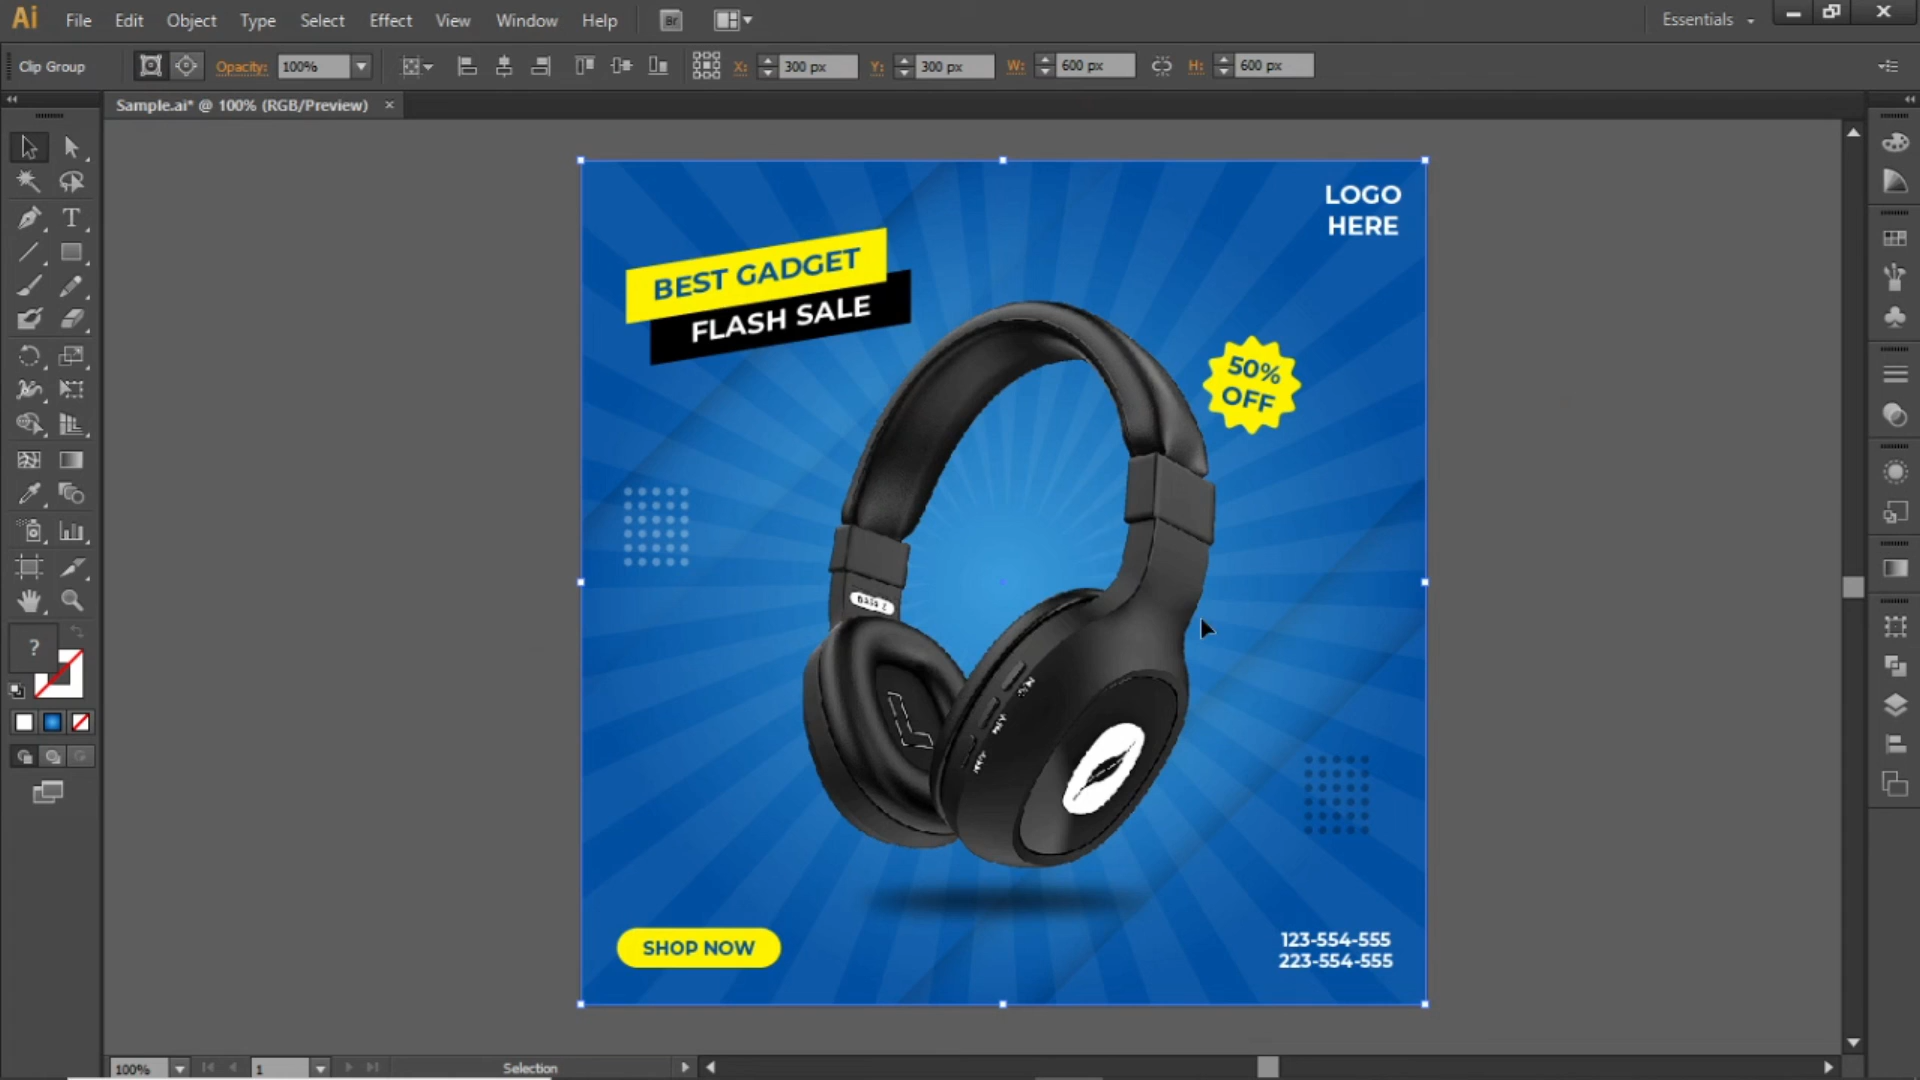 Ai File Edit Object Type Select Effect View Window Help Br Essentials
Clip Group Opacity: 100% X: 300 px Y: 300 px W: 600 px H: 600 px
Sample.ai* @ 100% (RGB/Preview)
LOGO
HERE
BEST GADGET
FLASH SALE
50%
OFF
?
SHOP NOW
123-554-555
223-554-555
100% 1 Selection